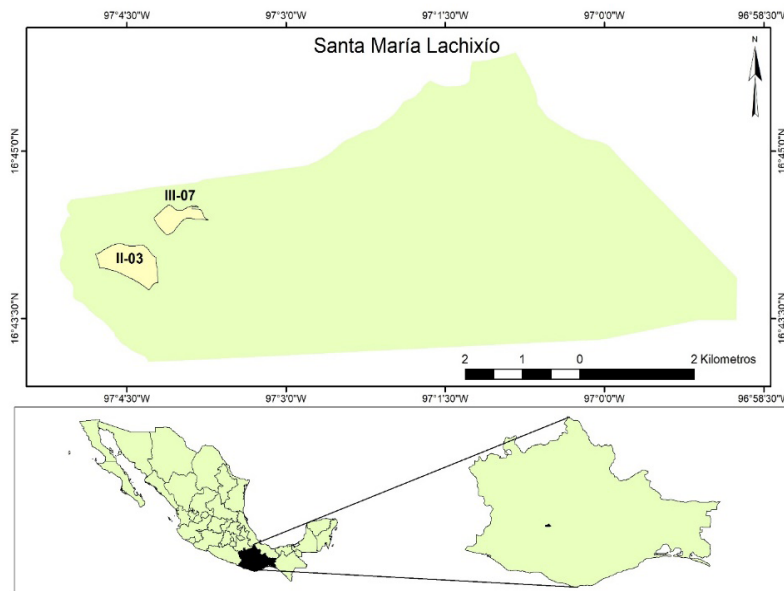 97°4'30"W 97°3'0"W 97°1'30"W 97°0'0"W 96°58'30"W
Santa María Lachixío
N
16°45'0"N 16°45'0"N
III-07
II-03
16°43'30"N 16°43'30"N
2 1 0 2 Kilometros
97°4'30"W 97°3'0"W 97°1'30"W 97°0'0"W 96°58'30"W